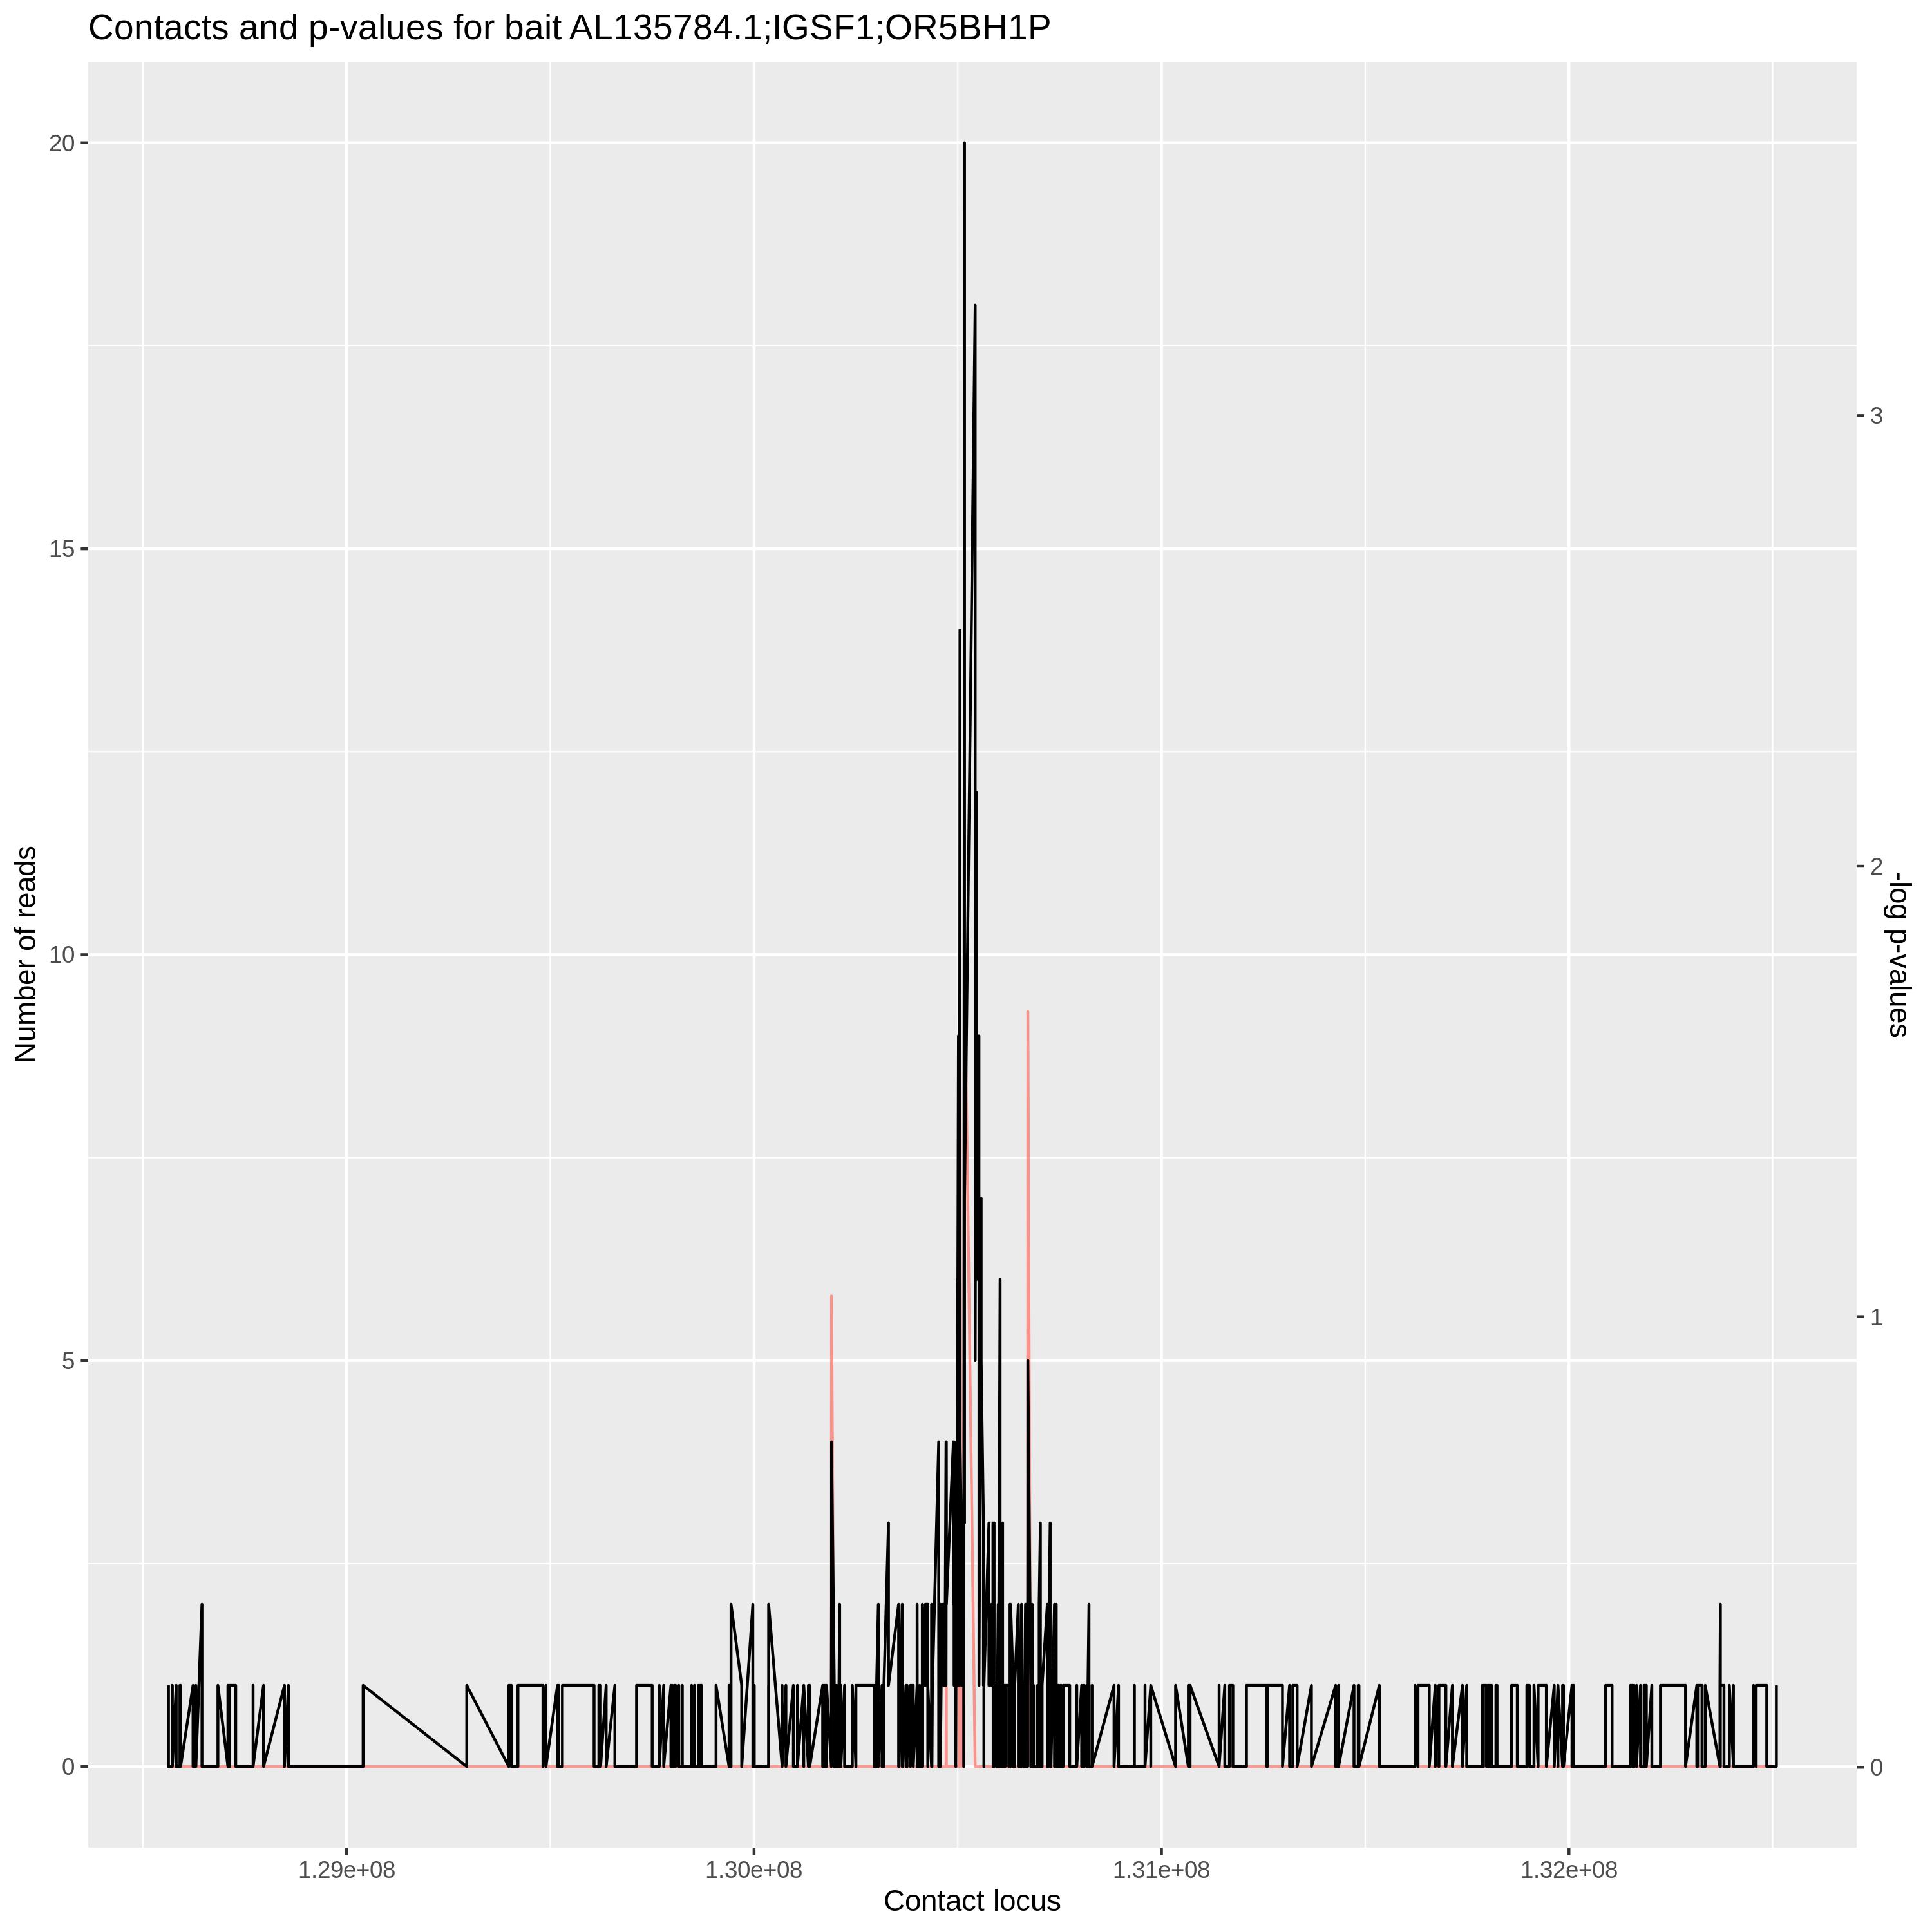 Contacts and p-values for bait AL135784.1;IGSF1;OR5BH1P
20
15
10
5
0
Number of reads
3
2
1
0
-log p-values
1.29e+08
1.30e+08
1.31e+08
1.32e+08
Contact locus